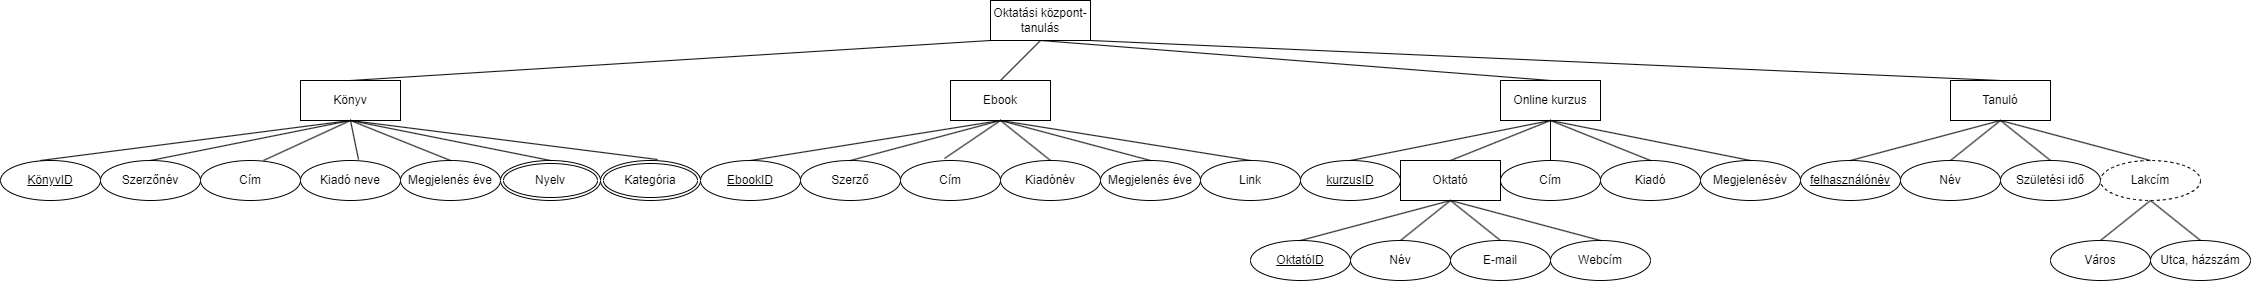 Oktatási központ-
tanulás
Könyv
Ebook
Online kurzus
Tanuló
KönyvID
Szerzőnév
Cím
Kiadó neve
Megjelenés éve
Nyelv
Kategória
EbookID
Szerző
Cím
Kiadónév
Megjelenés éve
Link
kurzusID
Oktató
Cím
Kiadó
Megjelenésév
felhasználónév
Név
Születési idő
Lakcím
OktatóID
Név
E-mail
Webcím
Város
Utca, házszám